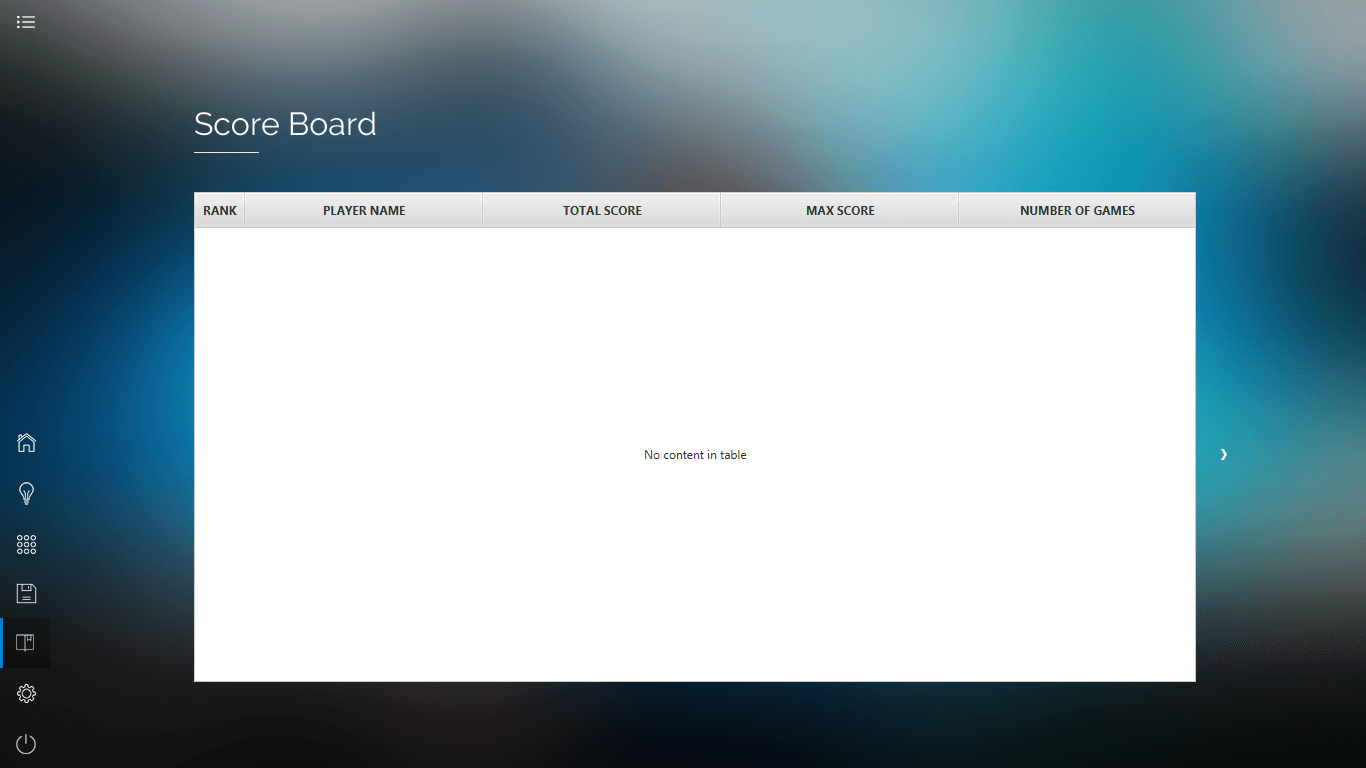 Score Board
RANK PLAYER NAME TOTAL SCORE MAX SCORE NUMBER OF GAMES
No content in table